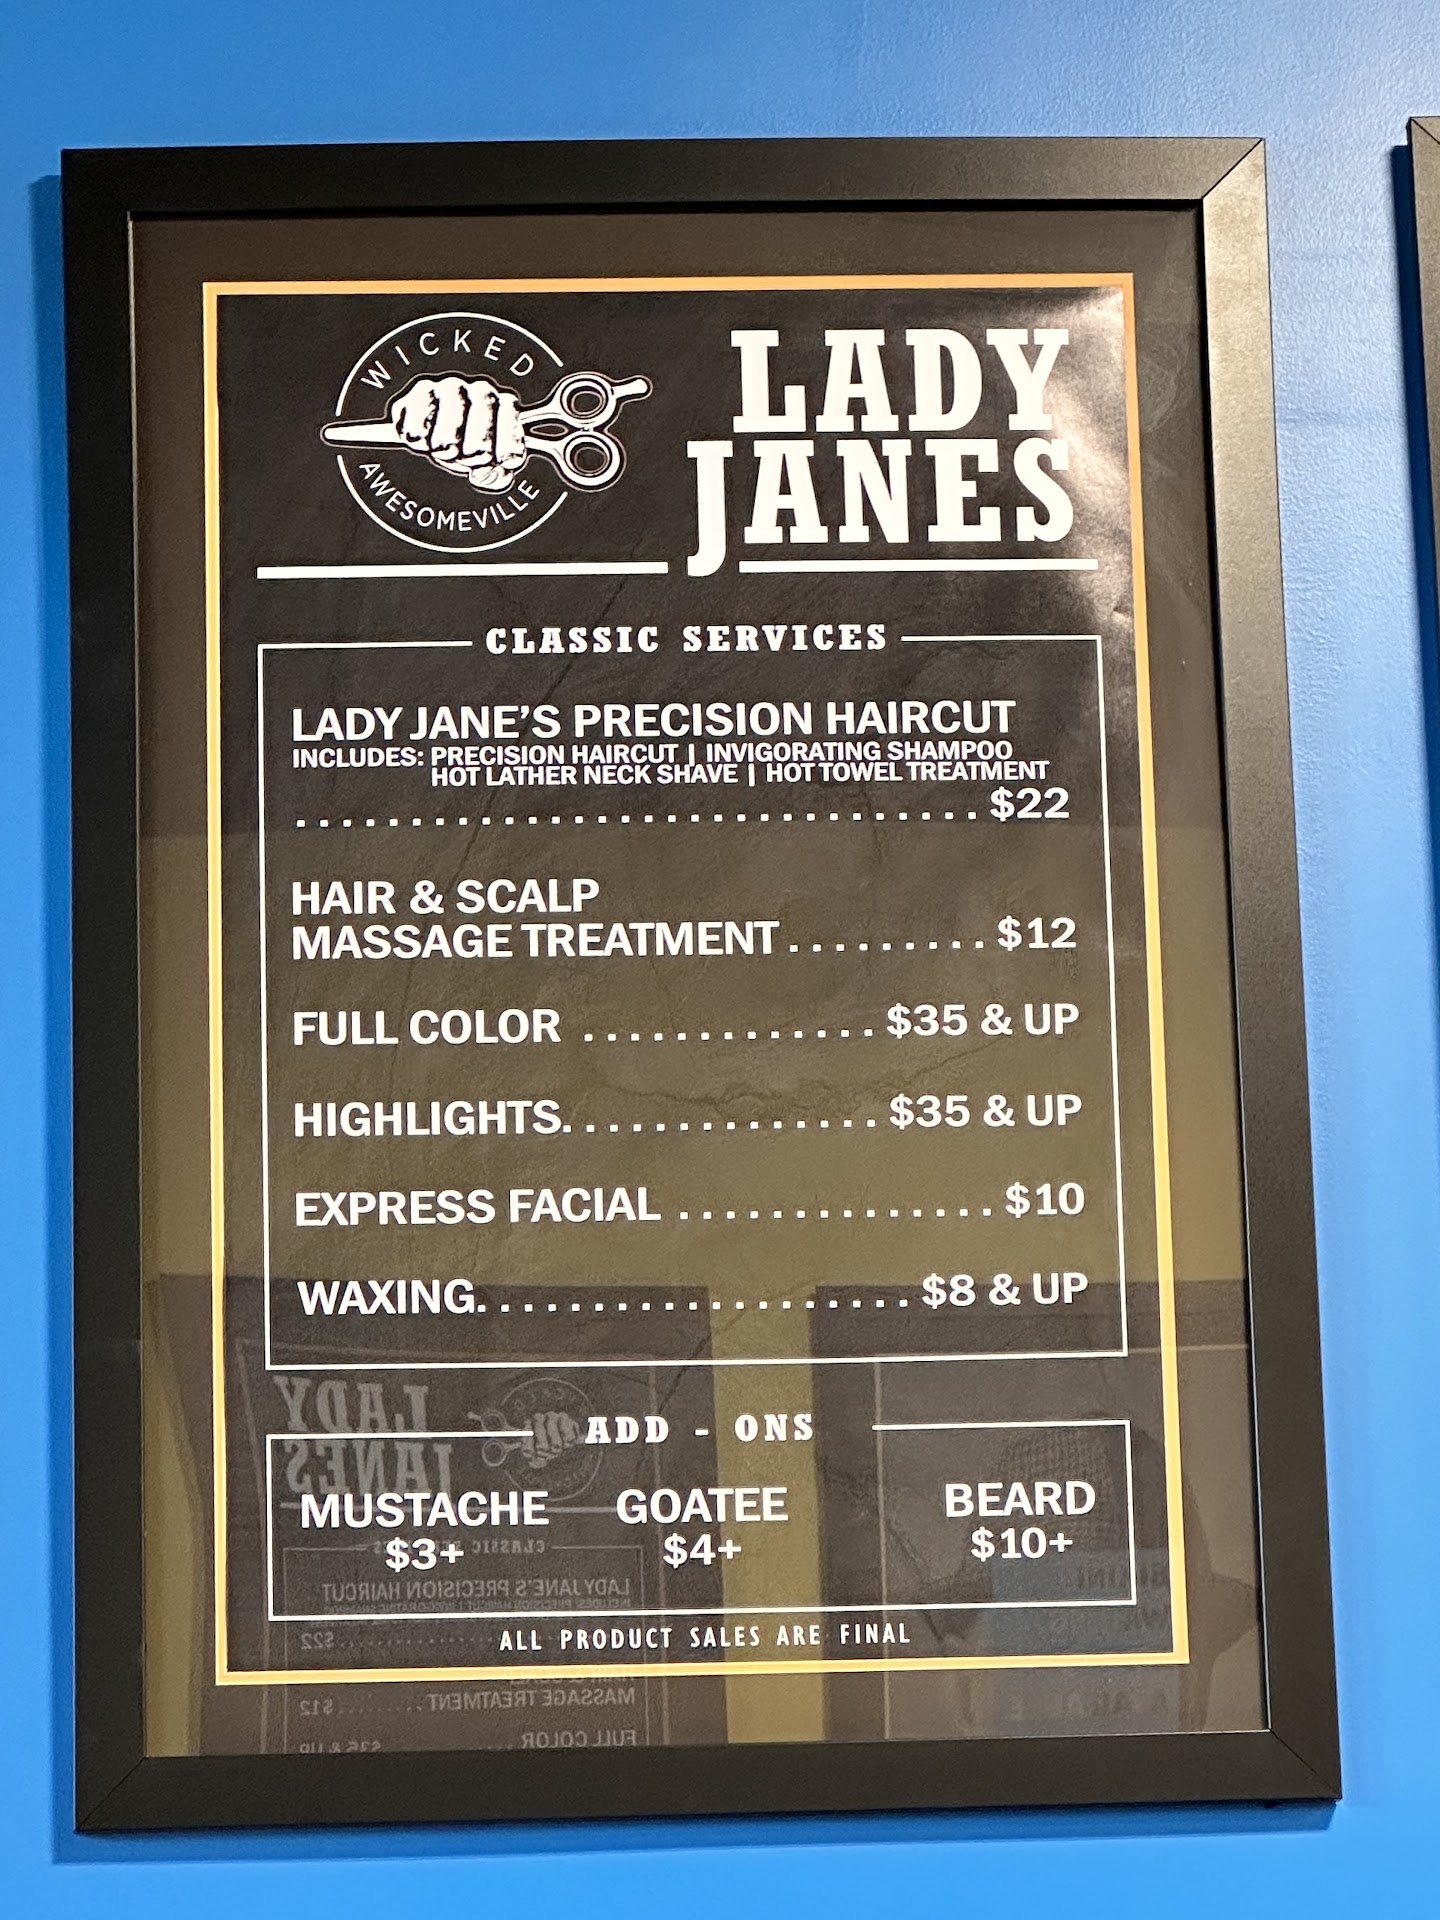 WICKED
AWESOMEVILLE
LADY
JANES
CLASSIC SERVICES
LADY JANE'S PRECISION HAIRCUT
INCLUDES: PRECISION HAIRCUT | INVIGORATING SHAMPOO
HOT LATHER NECK SHAVE | HOT TOWEL TREATMENT
............................... $22
HAIR & SCALP
MASSAGE TREATMENT ......... $12
FULL COLOR ............. $35 & UP
HIGHLIGHTS.............. $35 & UP
EXPRESS FACIAL .............. $10
WAXING................... $8 & UP
ADD - ONS
MUSTACHE GOATEE BEARD
$3+ $4+ $10+
ALL PRODUCT SALES ARE FINAL